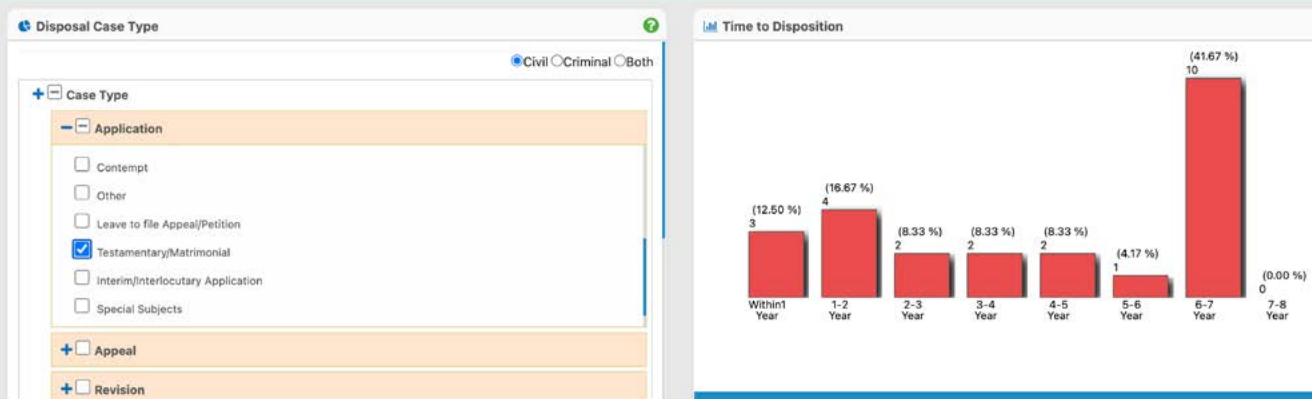 Disposal Case Type
Civil Criminal Both
Case Type
Application
Contempt
Other
Leave to file Appeal/Petition
Testamentary/Matrimonial
Interim/Interlocutary Application
Special Subjects
Appeal
Revision
Time to Disposition
(12.50 %)
3
(16.67 %)
4
(8.33 %)
2
(8.33 %)
2
(8.33 %)
2
(4.17 %)
1
(41.67 %)
10
(0.00 %)
0
Within1
Year
1-2
Year
2-3
Year
3-4
Year
4-5
Year
5-6
Year
6-7
Year
7-8
Year